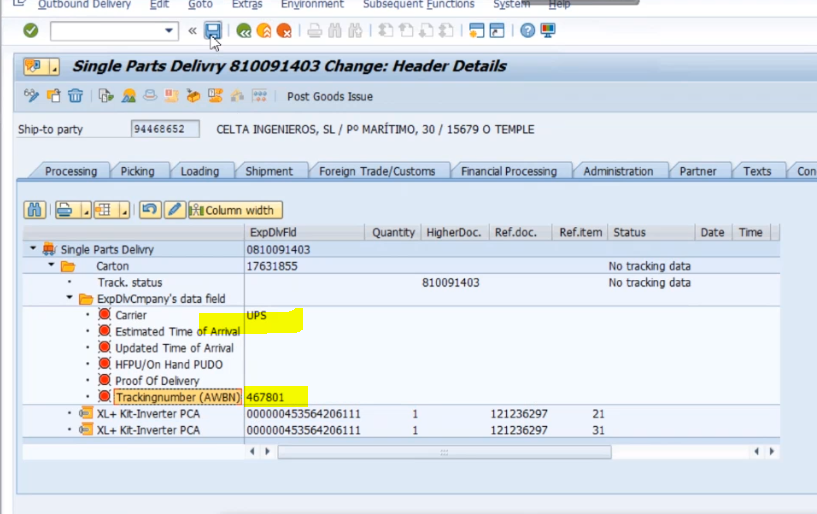 Outbound Delivery Edit Goto Extras Environment Subsequent Functions System Help
Single Parts Delivry 810091403 Change: Header Details
Post Goods Issue
Ship-to party 94468652 CELTA INGENIEROS, SL / Pº MARÍTIMO, 30 / 15679 O TEMPLE
Processing Picking Loading Shipment Foreign Trade/Customs Financial Processing Administration Partner Texts Con
Column width
ExpDlvFld Quantity HigherDoc. Ref.doc. Ref.item Status Date Time
Single Parts Delivry 0810091403
Carton 17631855 No tracking data
Track. status 810091403 No tracking data
ExpDlvCmpany's data field
Carrier UPS
Estimated Time of Arrival
Updated Time of Arrival
HFPU/On Hand PUDO
Proof Of Delivery
Trackingnumber (AWBN) 467801
XL+ Kit-Inverter PCA 000000453564206111 1 121236297 21
XL+ Kit-Inverter PCA 000000453564206111 1 121236297 31